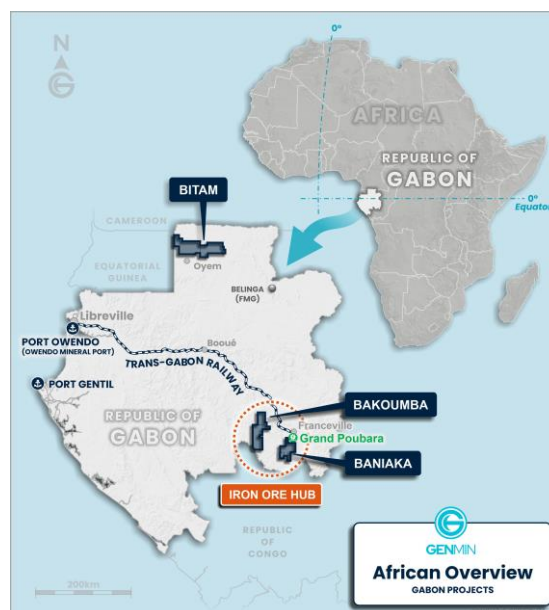 N
G
AFRICA
REPUBLIC OF
GABON
0°
0°
Equator
BITAM
CAMEROON
EQUATORIAL
GUINEA
Oyem
BELINGA
(FMG)
Libreville
PORT OWENDO
(OWENDO MINERAL PORT)
Booué
TRANS-GABON RAILWAY
PORT GENTIL
REPUBLIC OF
GABON
BAKOUMBA
Franceville
Grand Poubara
BANIAKA
IRON ORE HUB
REPUBLIC
OF
CONGO
200km
GENMIN
African Overview
GABON PROJECTS